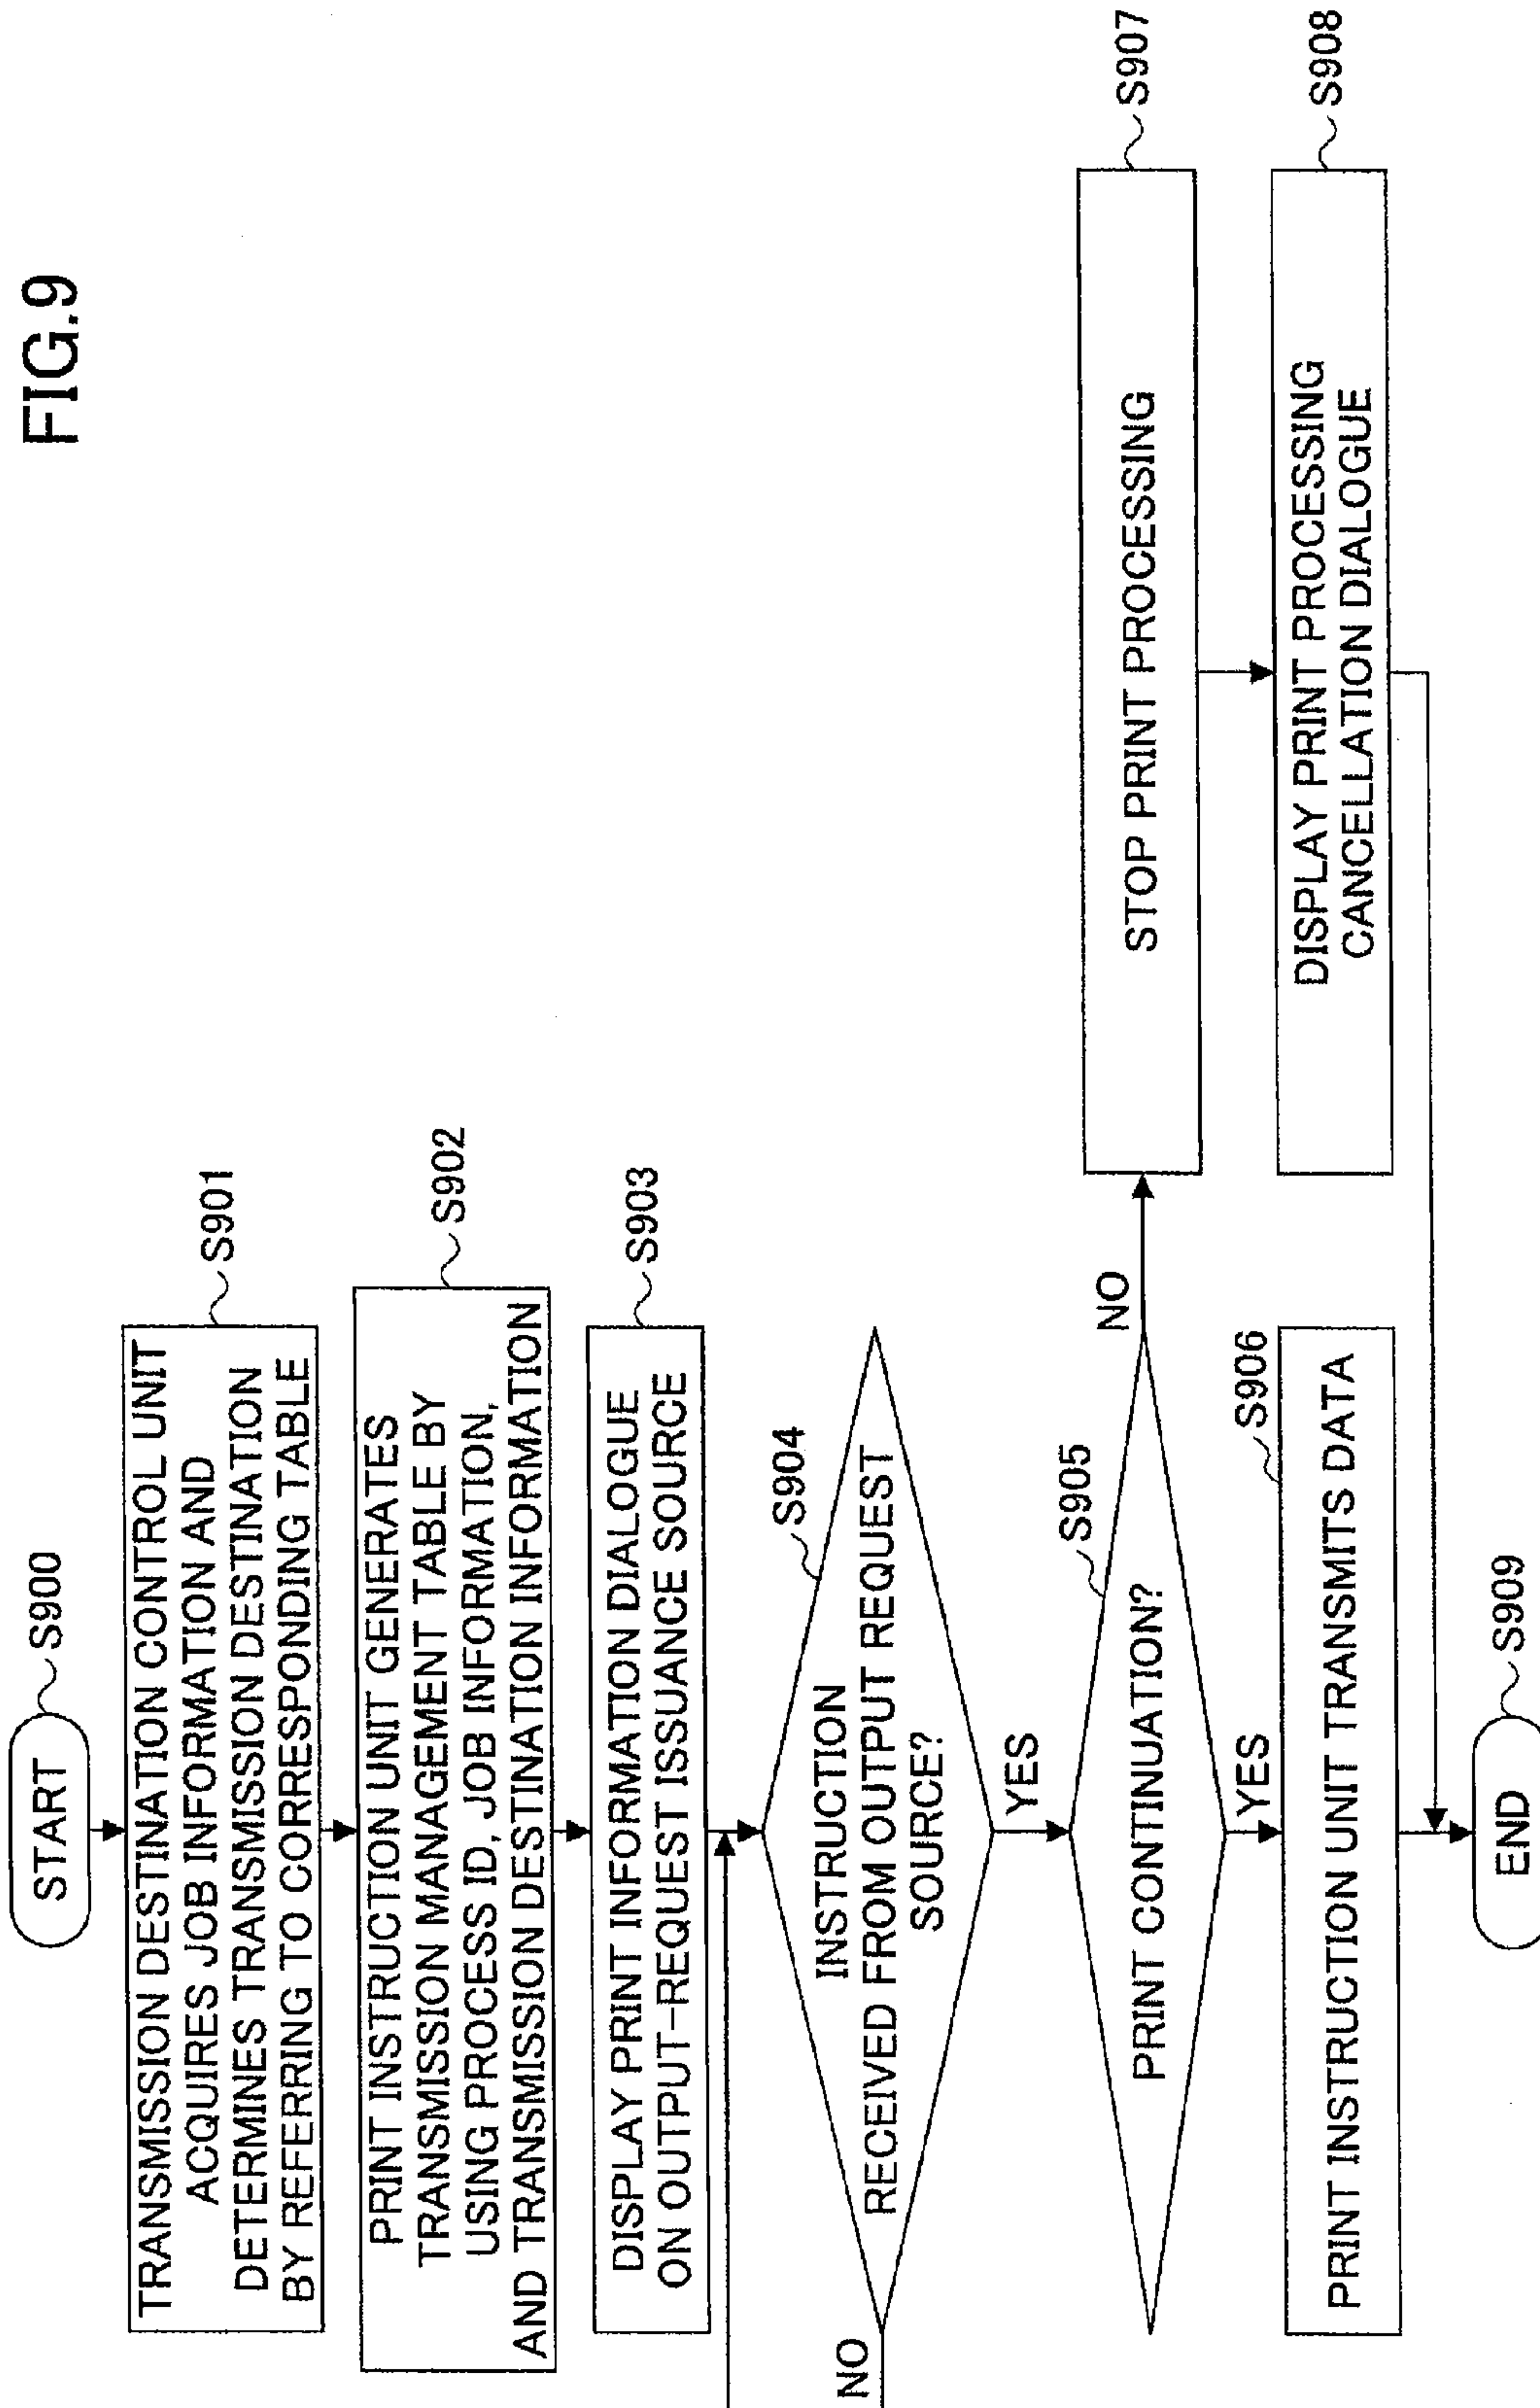 FIG.9
START
S900
TRANSMISSION DESTINATION CONTROL UNIT
ACQUIRES JOB INFORMATION AND
DETERMINES TRANSMISSION DESTINATION
BY REFERRING TO CORRESPONDING TABLE
S901
PRINT INSTRUCTION UNIT GENERATES
TRANSMISSION MANAGEMENT TABLE BY
USING PROCESS ID, JOB INFORMATION,
AND TRANSMISSION DESTINATION INFORMATION
S902
DISPLAY PRINT INFORMATION DIALOGUE
ON OUTPUT-REQUEST ISSUANCE SOURCE
S903
INSTRUCTION
RECEIVED FROM OUTPUT REQUEST
SOURCE?
S904
NO
YES
PRINT CONTINUATION?
S905
NO
YES
PRINT INSTRUCTION UNIT TRANSMITS DATA
S906
STOP PRINT PROCESSING
S907
DISPLAY PRINT PROCESSING
CANCELLATION DIALOGUE
S908
END
S909